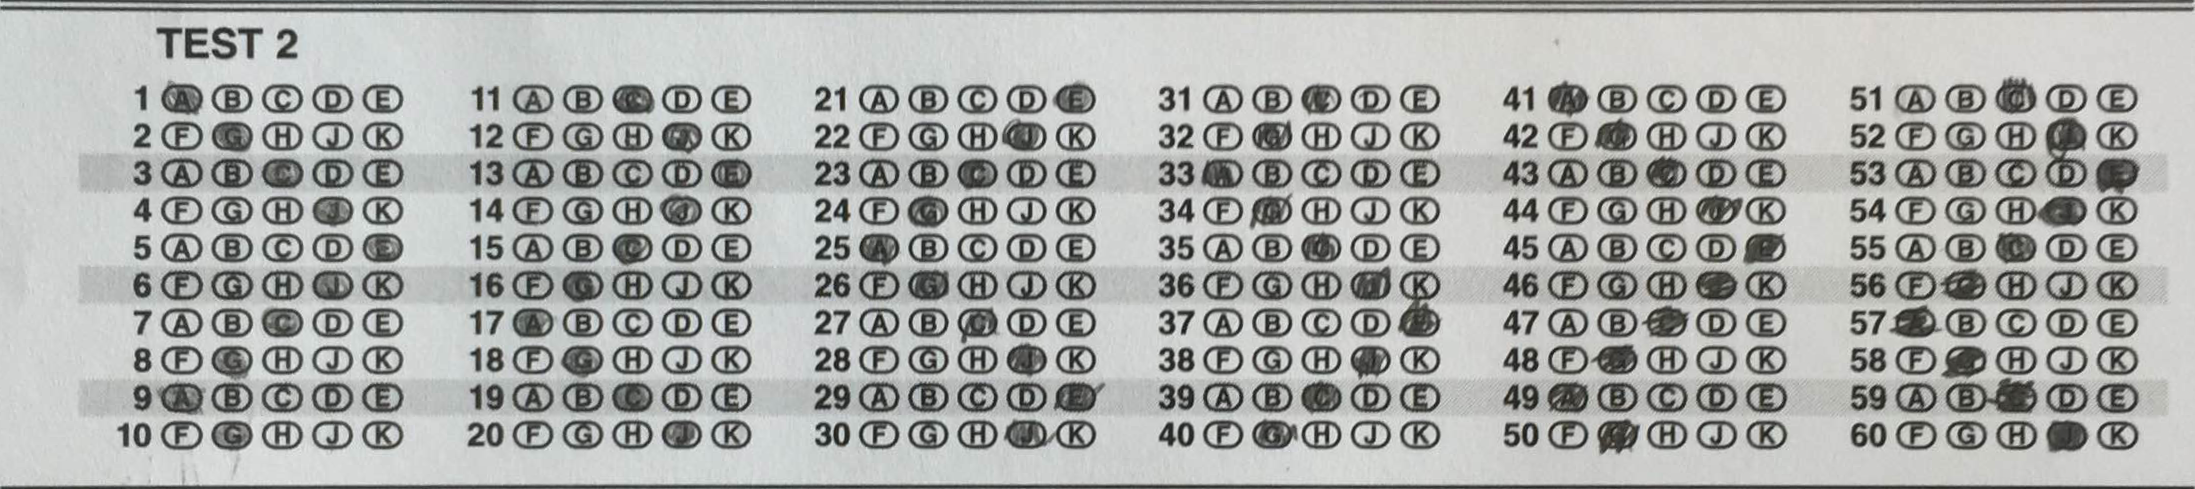 TEST 2
1 A B C D E 11 A B C D E 21 A B C D E 31 A B C D E 41 A B C D E 51 A B C D E
2 F G H J K 12 F G H J K 22 F G H J K 32 F G H J K 42 F G H J K 52 F G H J K
3 A B C D E 13 A B C D E 23 A B C D E 33 A B C D E 43 A B C D E 53 A B C D E
4 F G H J K 14 F G H J K 24 F G H J K 34 F G H J K 44 F G H J K 54 F G H J K
5 A B C D E 15 A B C D E 25 A B C D E 35 A B C D E 45 A B C D E 55 A B C D E
6 F G H J K 16 F G H J K 26 F G H J K 36 F G H J K 46 F G H J K 56 F G H J K
7 A B C D E 17 A B C D E 27 A B C D E 37 A B C D E 47 A B C D E 57 A B C D E
8 F G H J K 18 F G H J K 28 F G H J K 38 F G H J K 48 F G H J K 58 F G H J K
9 A B C D E 19 A B C D E 29 A B C D E 39 A B C D E 49 A B C D E 59 A B C D E
10 F G H J K 20 F G H J K 30 F G H J K 40 F G H J K 50 F G H J K 60 F G H J K